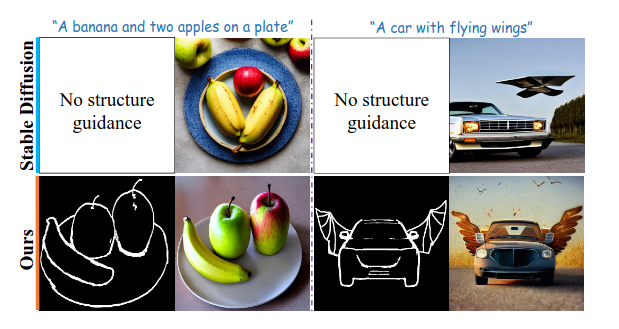 "A banana and two apples on a plate"
"A car with flying wings"
Stable Diffusion
No structure
guidance
No structure
guidance
Ours